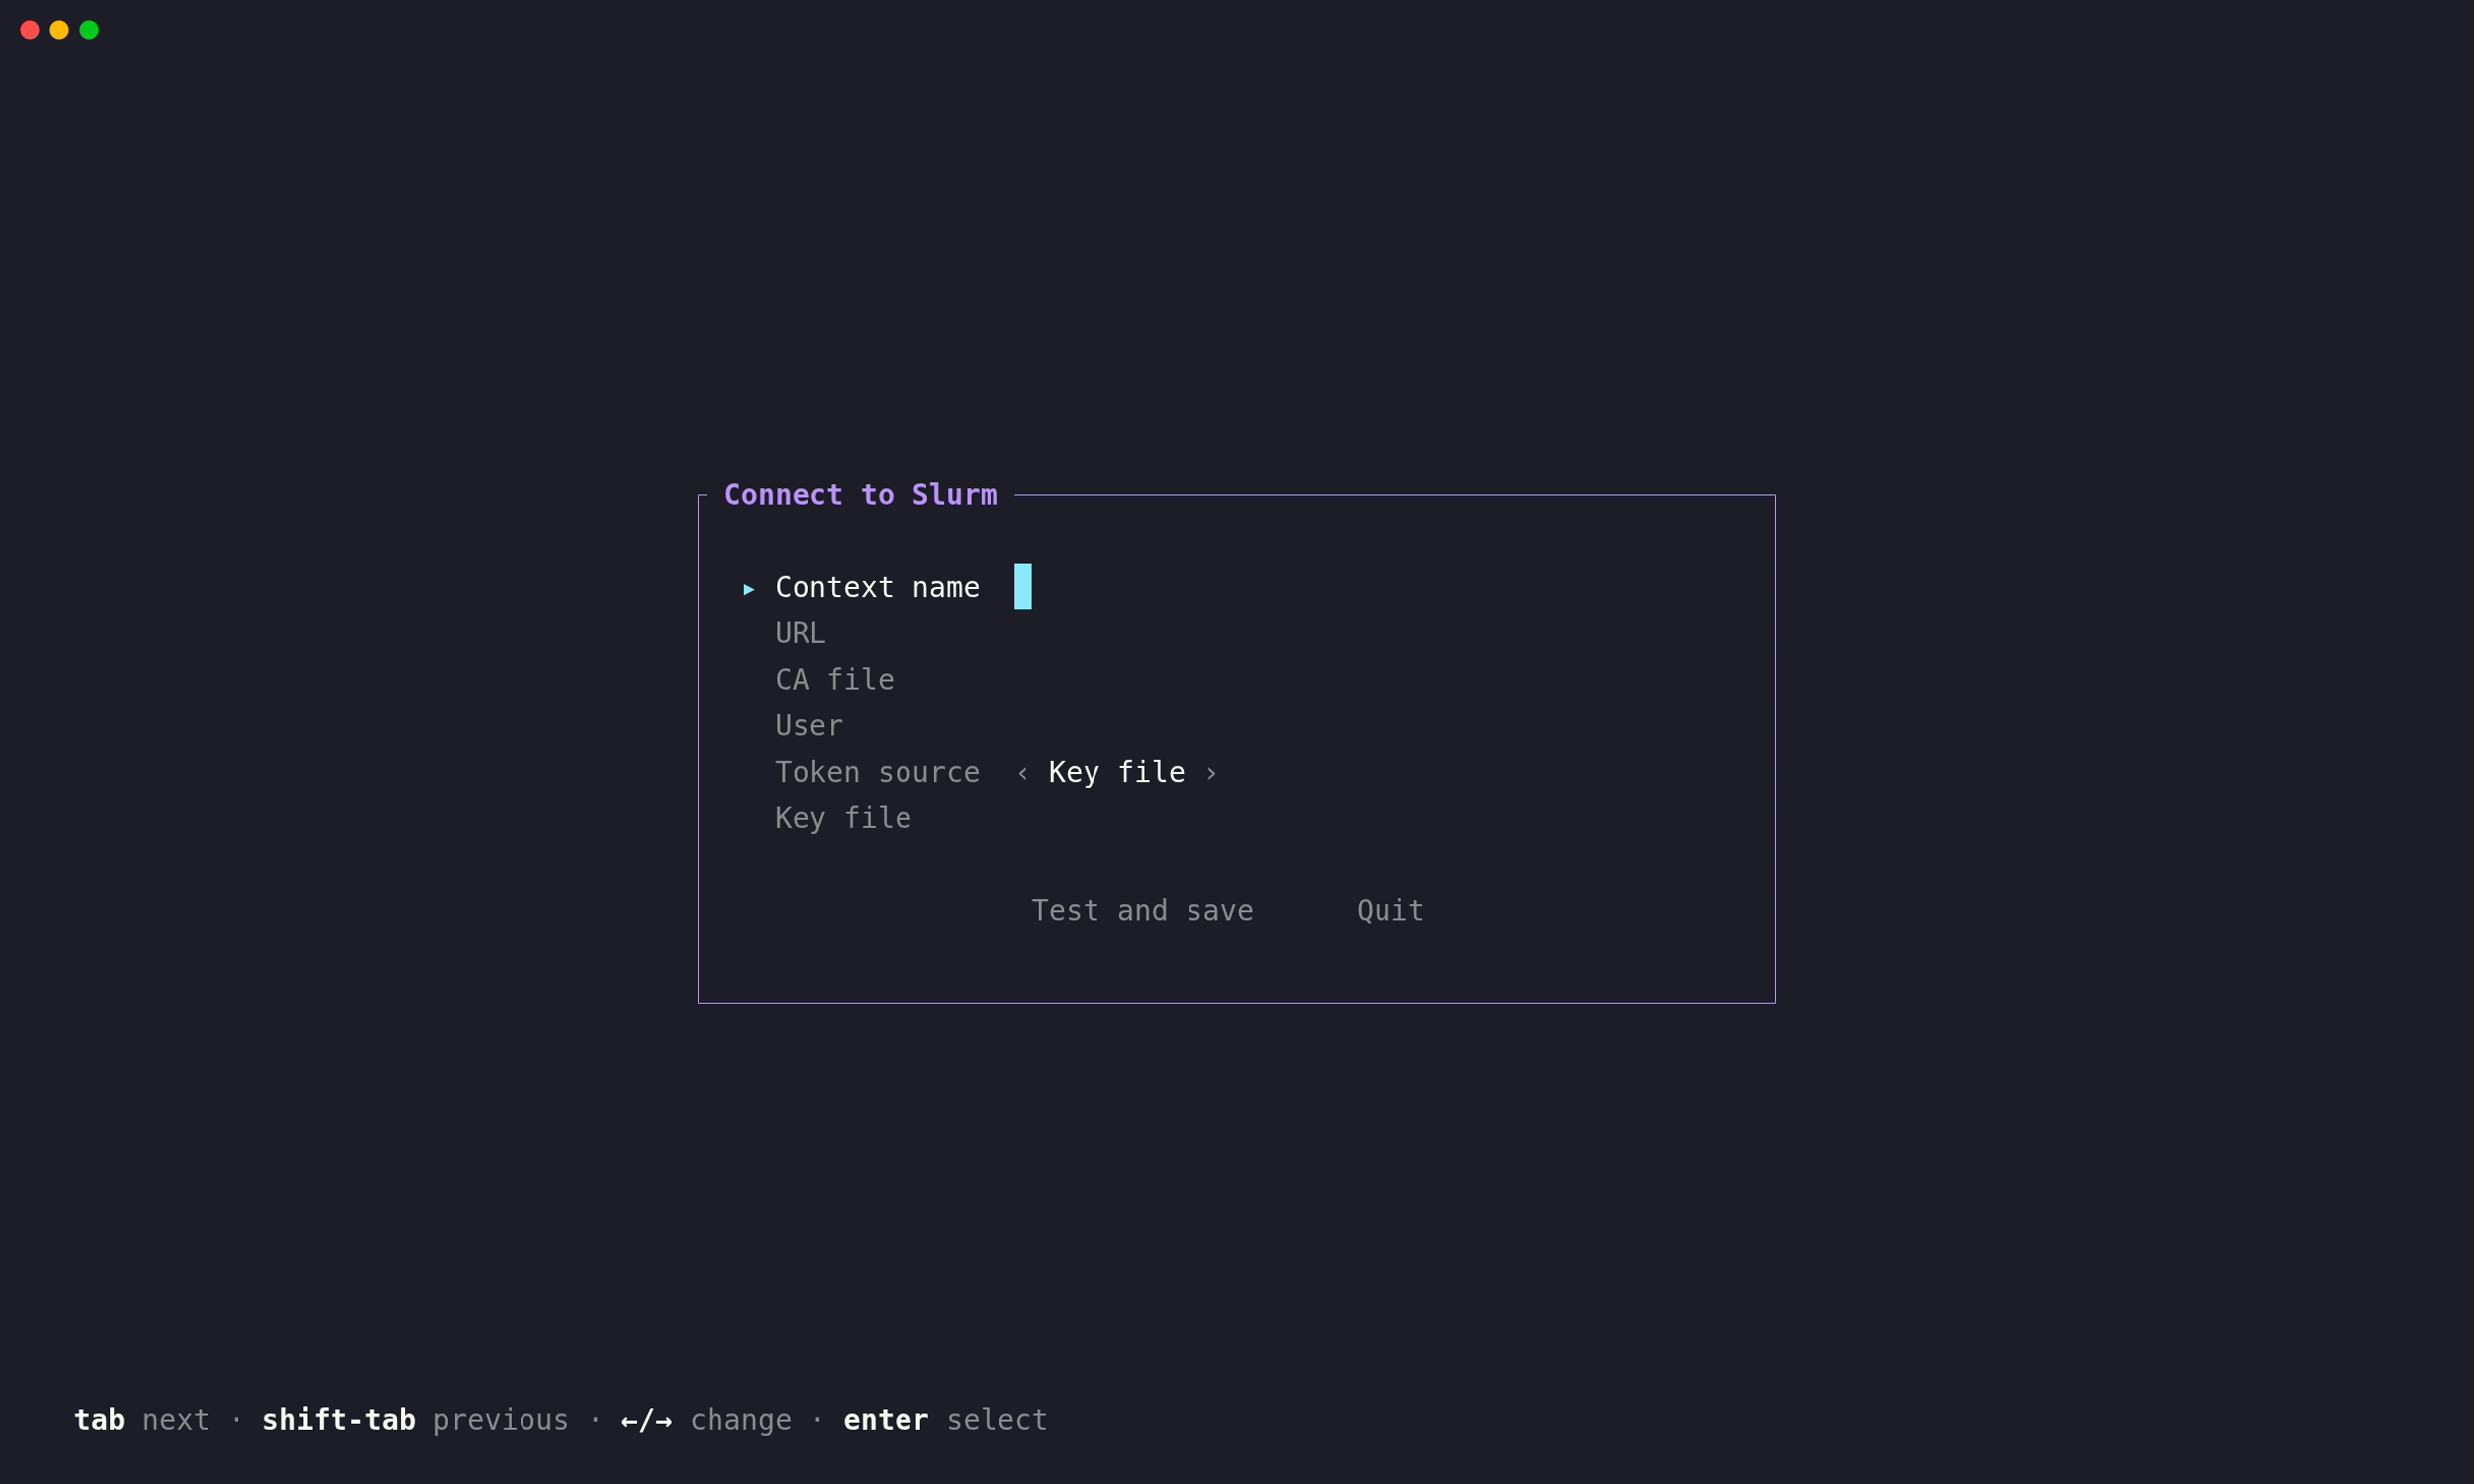 Connect to Slurm
▸ Context name
URL
CA file
User
Token source ‹ Key file ›
Key file
Test and save Quit
tab next · shift-tab previous · ←/→ change · enter select